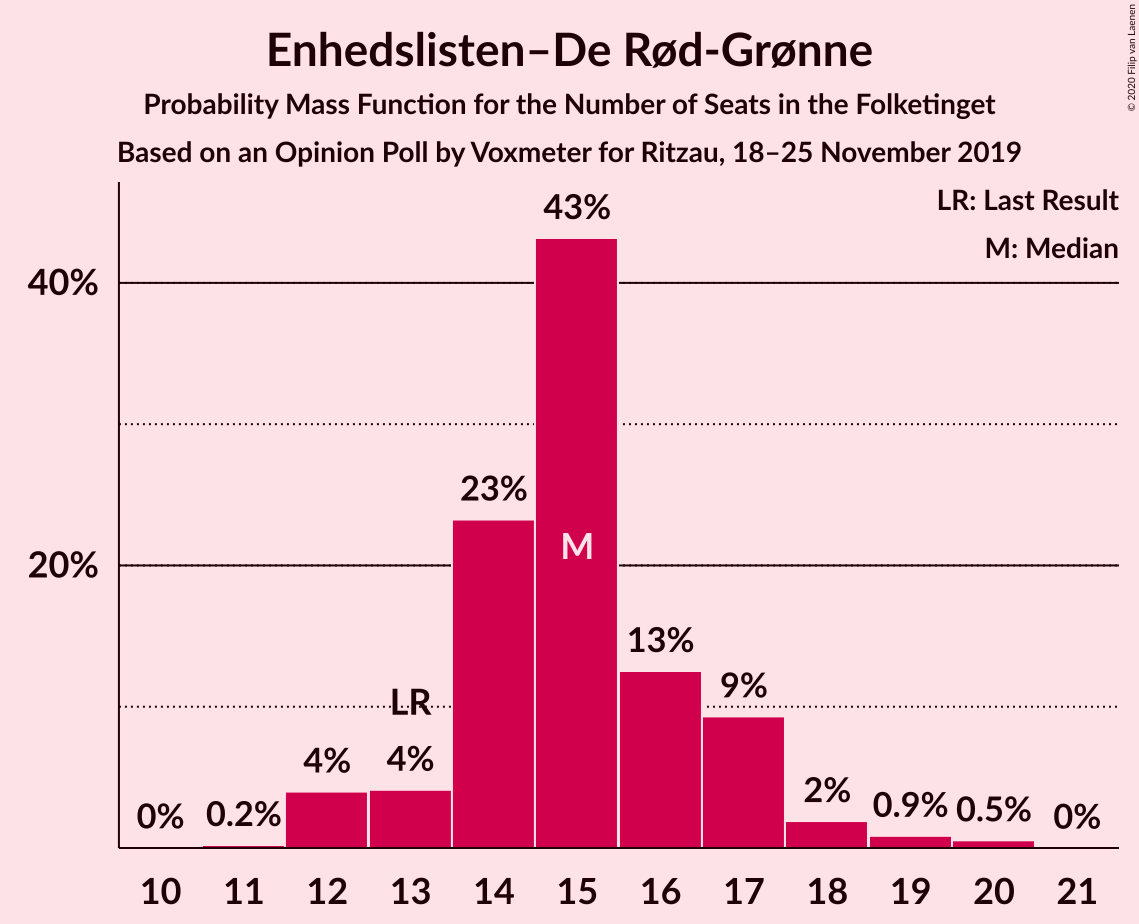 Enhedslisten–De Rød-Grønne
Probability Mass Function for the Number of Seats in the Folketinget
Based on an Opinion Poll by Voxmeter for Ritzau, 18–25 November 2019
© 2020 Filip van Laenen
LR: Last Result
M: Median
43%
40%
23%
M
20%
13%
9%
LR
4%
4%
2%
0.9%
0.5%
0%
0.2%
0%
10 11 12 13 14 15 16 17 18 19 20 21